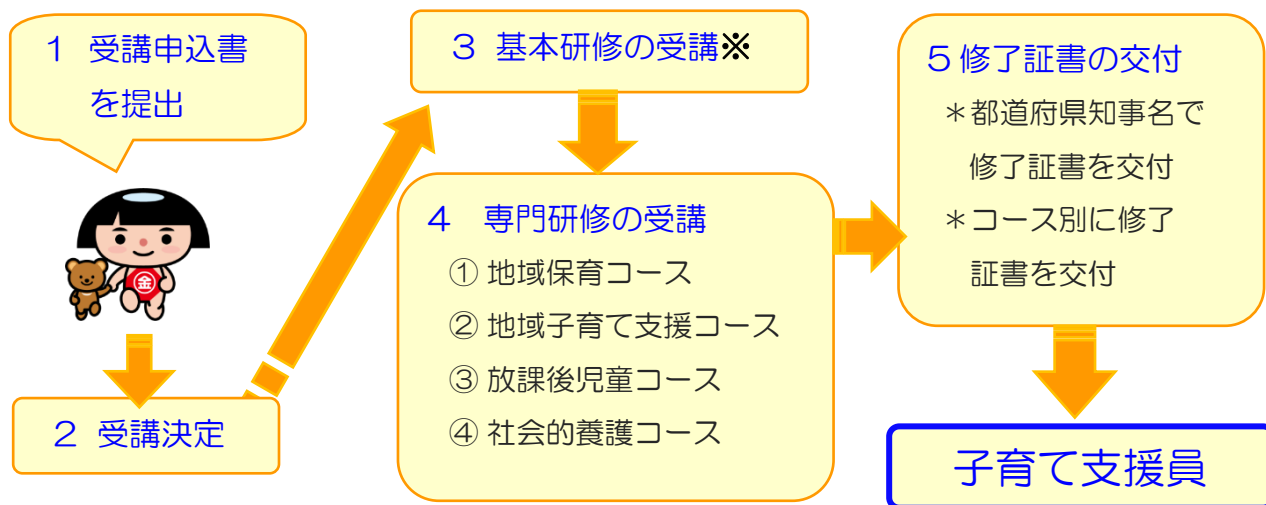 1 受講申込書
を提出
金
2 受講決定
3 基本研修の受講※
4 専門研修の受講
① 地域保育コース
② 地域子育て支援コース
③ 放課後児童コース
④ 社会的養護コース
5 修了証書の交付
＊都道府県知事名で
修了証書を交付
＊コース別に修了
証書を交付
子育て支援員